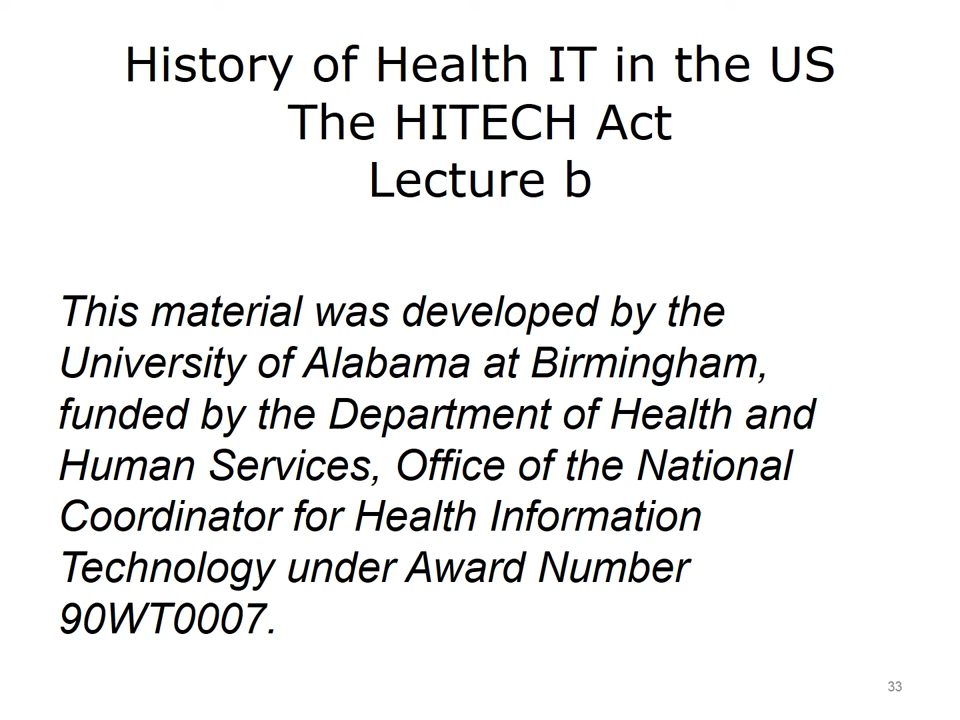 History of Health IT in the US
The HITECH Act
Lecture b
This material was developed by the
University of Alabama at Birmingham,
funded by the Department of Health and
Human Services, Office of the National
Coordinator for Health Information
Technology under Award Number
90WT0007.
33